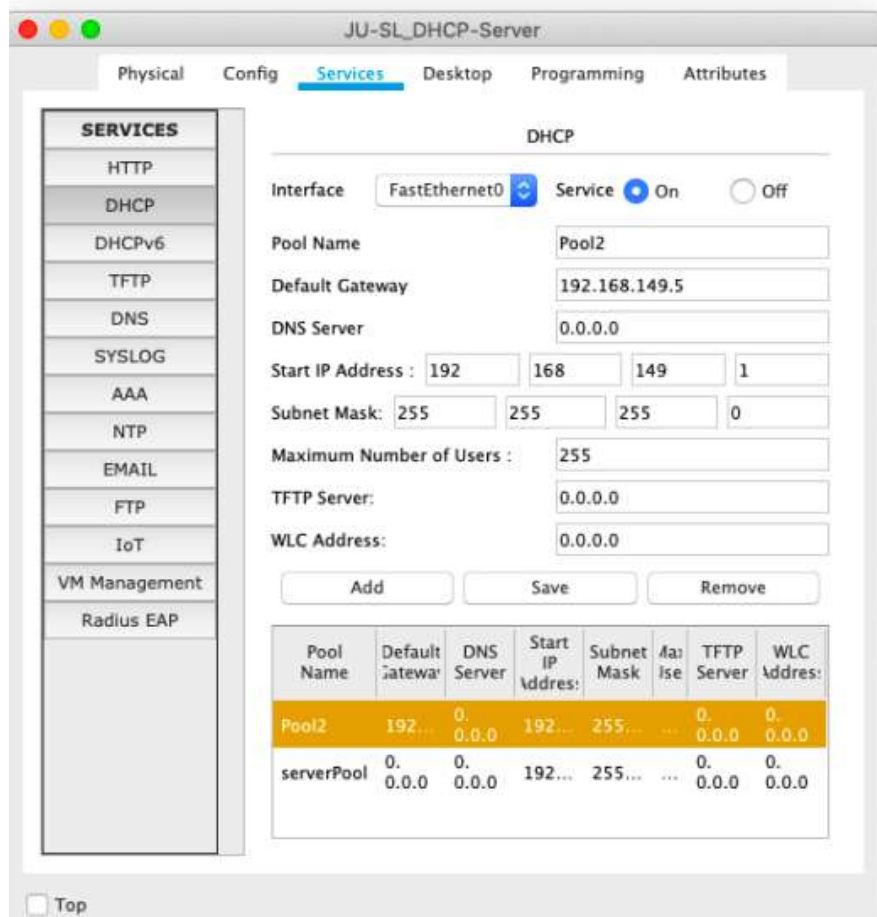 JU-SL_DHCP-Server
Physical Config Services Desktop Programming Attributes
SERVICES
HTTP
DHCP
DHCPv6
TFTP
DNS
SYSLOG
AAA
NTP
EMAIL
FTP
IoT
VM Management
Radius EAP
DHCP
Interface FastEthernet0 Service On Off
Pool Name Pool2
Default Gateway 192.168.149.5
DNS Server 0.0.0.0
Start IP Address : 192 168 149 1
Subnet Mask: 255 255 255 0
Maximum Number of Users : 255
TFTP Server: 0.0.0.0
WLC Address: 0.0.0.0
Add Save Remove
Pool Name Default Gateway DNS Server Start IP Address Subnet Mask TFTP Server WLC Address
Pool2 192... 0.0.0.0 192... 255... ... 0.0.0.0 0.0.0.0
serverPool 0.0.0.0 0.0.0.0 192... 255... ... 0.0.0.0 0.0.0.0
Top